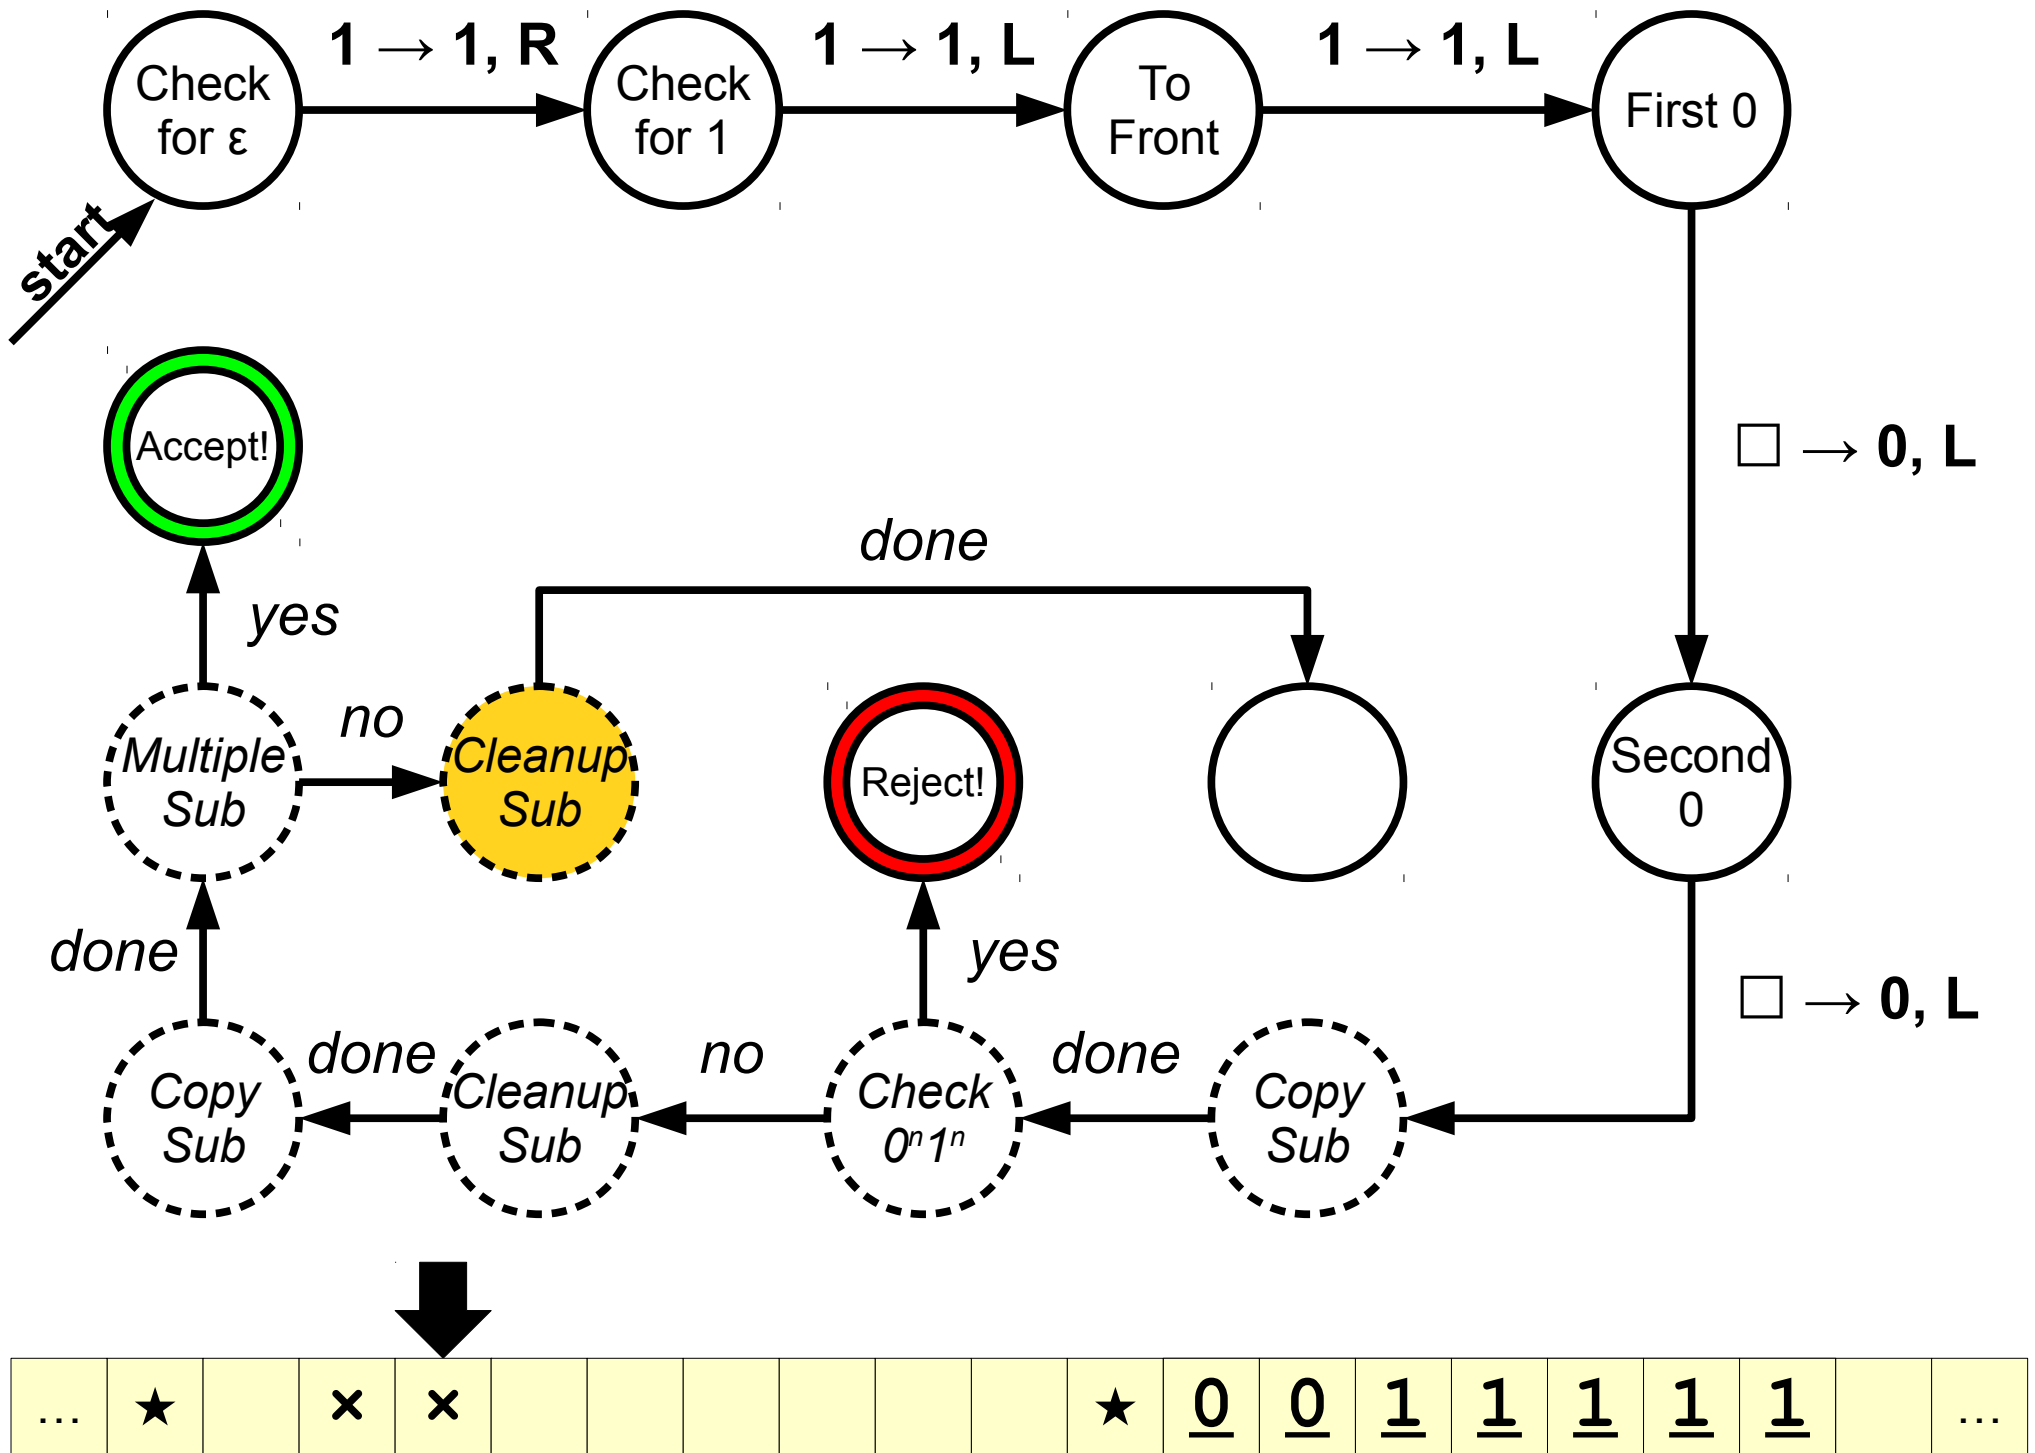 1 → 1, R
1 → 1, L
1 → 1, L
Check
for ε
Check
for 1
To
Front
First 0
start
Accept!
□ → 0, L
done
yes
no
Multiple
Sub
Cleanup
Sub
Reject!
Second
0
done
yes
□ → 0, L
done
no
done
Copy
Sub
Cleanup
Sub
Check
0ⁿ1ⁿ
Copy
Sub
... ★ × × ★ 0 0 1 1 1 1 1 ...